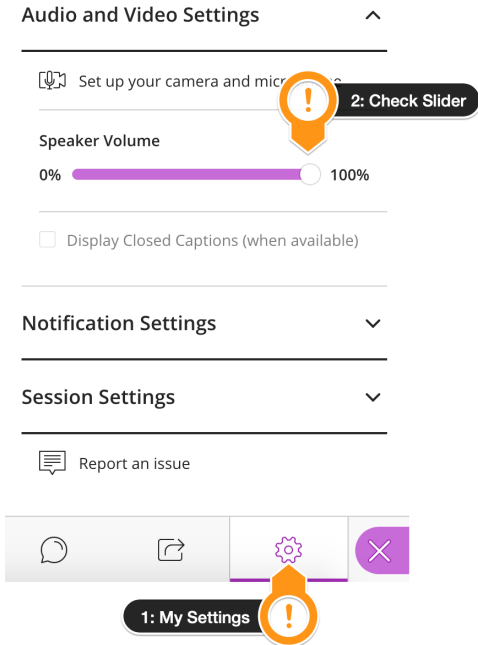 Audio and Video Settings
Set up your camera and microphone
2: Check Slider
Speaker Volume
0% 100%
Display Closed Captions (when available)
Notification Settings
Session Settings
Report an issue
1: My Settings